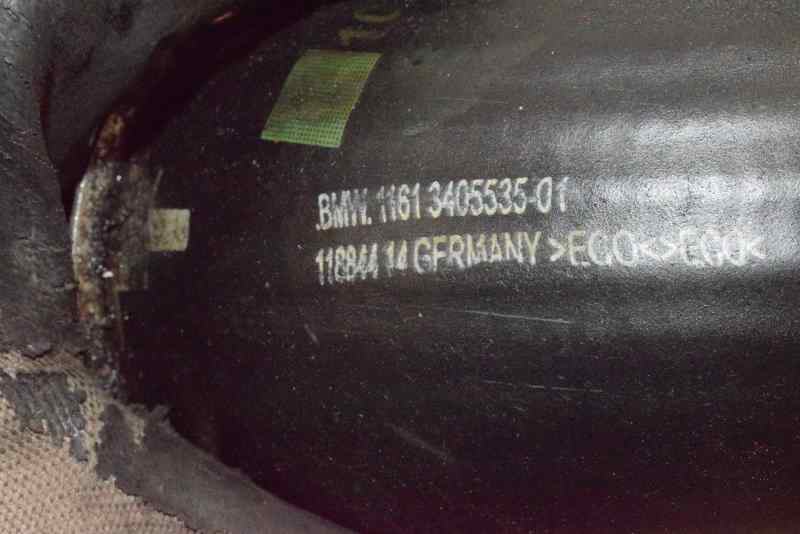 .BMW. 1161 3405535-01
118844 14 GERMANY >ECO<>ECO<